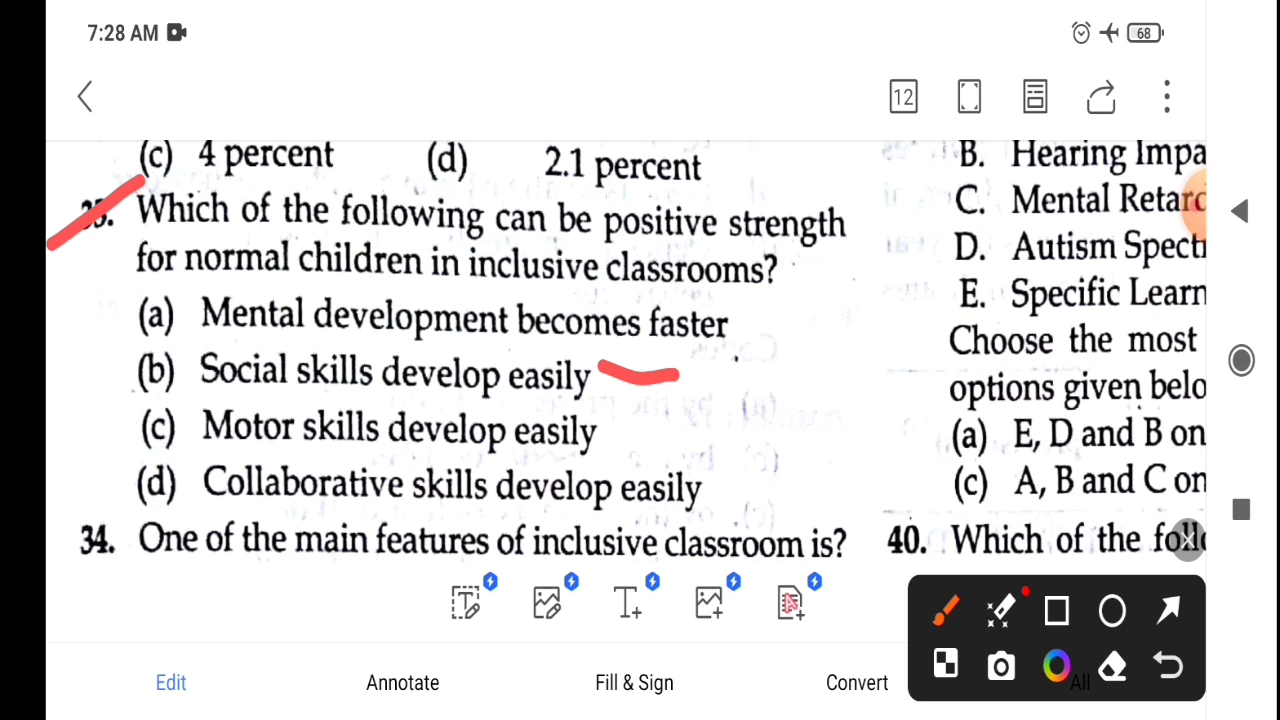 7:28 AM
68
12
(c) 4 percent (d) 2.1 percent
Which of the following can be positive strength
for normal children in inclusive classrooms?
(a) Mental development becomes faster
(b) Social skills develop easily
(c) Motor skills develop easily
(d) Collaborative skills develop easily
34. One of the main features of inclusive classroom is?
B. Hearing Impa
C. Mental Retard
D. Autism Spect
E. Specific Learn
Choose the most
options given belo
(a) E, D and B on
(c) A, B and C on
40. Which of the follo
Edit
Annotate
Fill & Sign
Convert
All